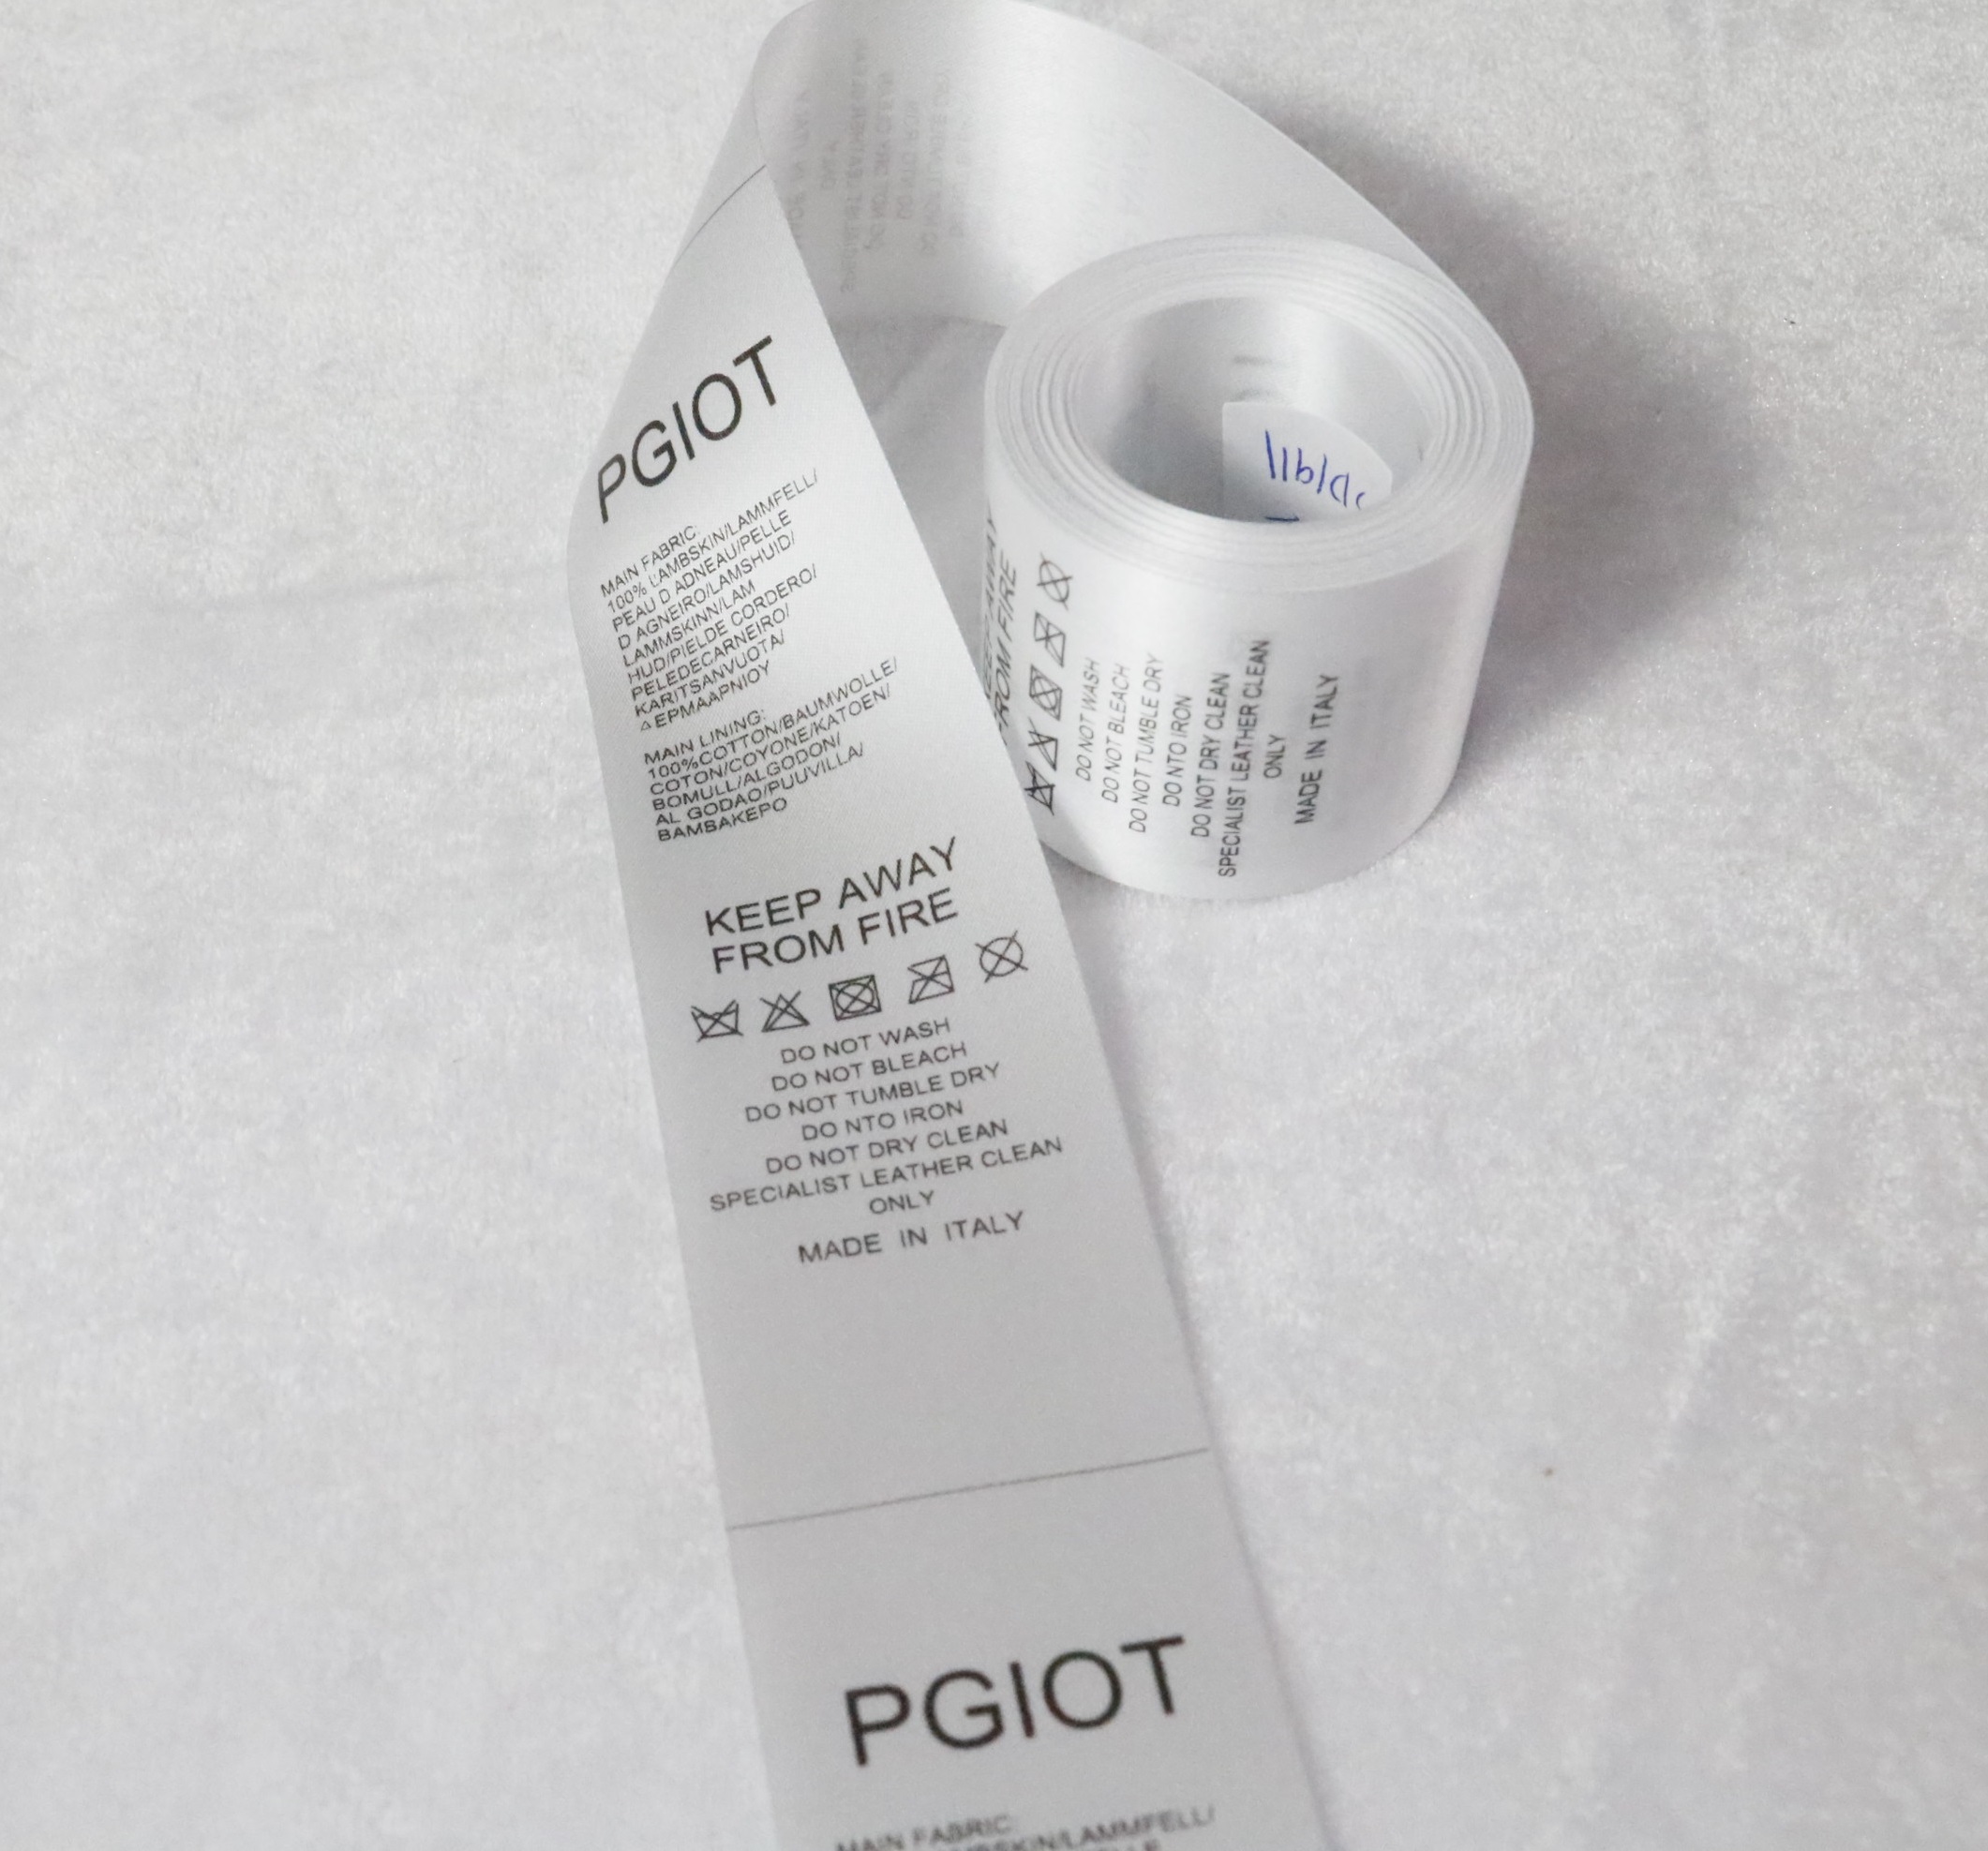 PGIOT
MAIN FABRIC:
100% LAMBSKIN/LAMMFELL/
PEAU D ADNEAU/PELLE
D AGNEIRO/LAMSHUID/
LAMMSKINN/LAM
HUD/PIELDE CORDERO/
PELEDECARNEIRO/
KARITSANVUOTA/
ΔΕΡΜΑΑΡΝΙΟΥ
MAIN LINING:
100%COTTON/BAUMWOLLE/
COTON/COYONE/KATOEN/
BOMULL/ALGODON/
AL GODAO/PUUVILLA/
BAMBAKEPO
KEEP AWAY
FROM FIRE
DO NOT WASH
DO NOT BLEACH
DO NOT TUMBLE DRY
DO NTO IRON
DO NOT DRY CLEAN
SPECIALIST LEATHER CLEAN
ONLY
MADE IN ITALY
PGIOT
MAIN FABRIC:
FROM FIRE
DO NOT WASH
DO NOT BLEACH
DO NOT TUMBLE DRY
DO NTO IRON
DO NOT DRY CLEAN
SPECIALIST LEATHER CLEAN
ONLY
MADE IN ITALY